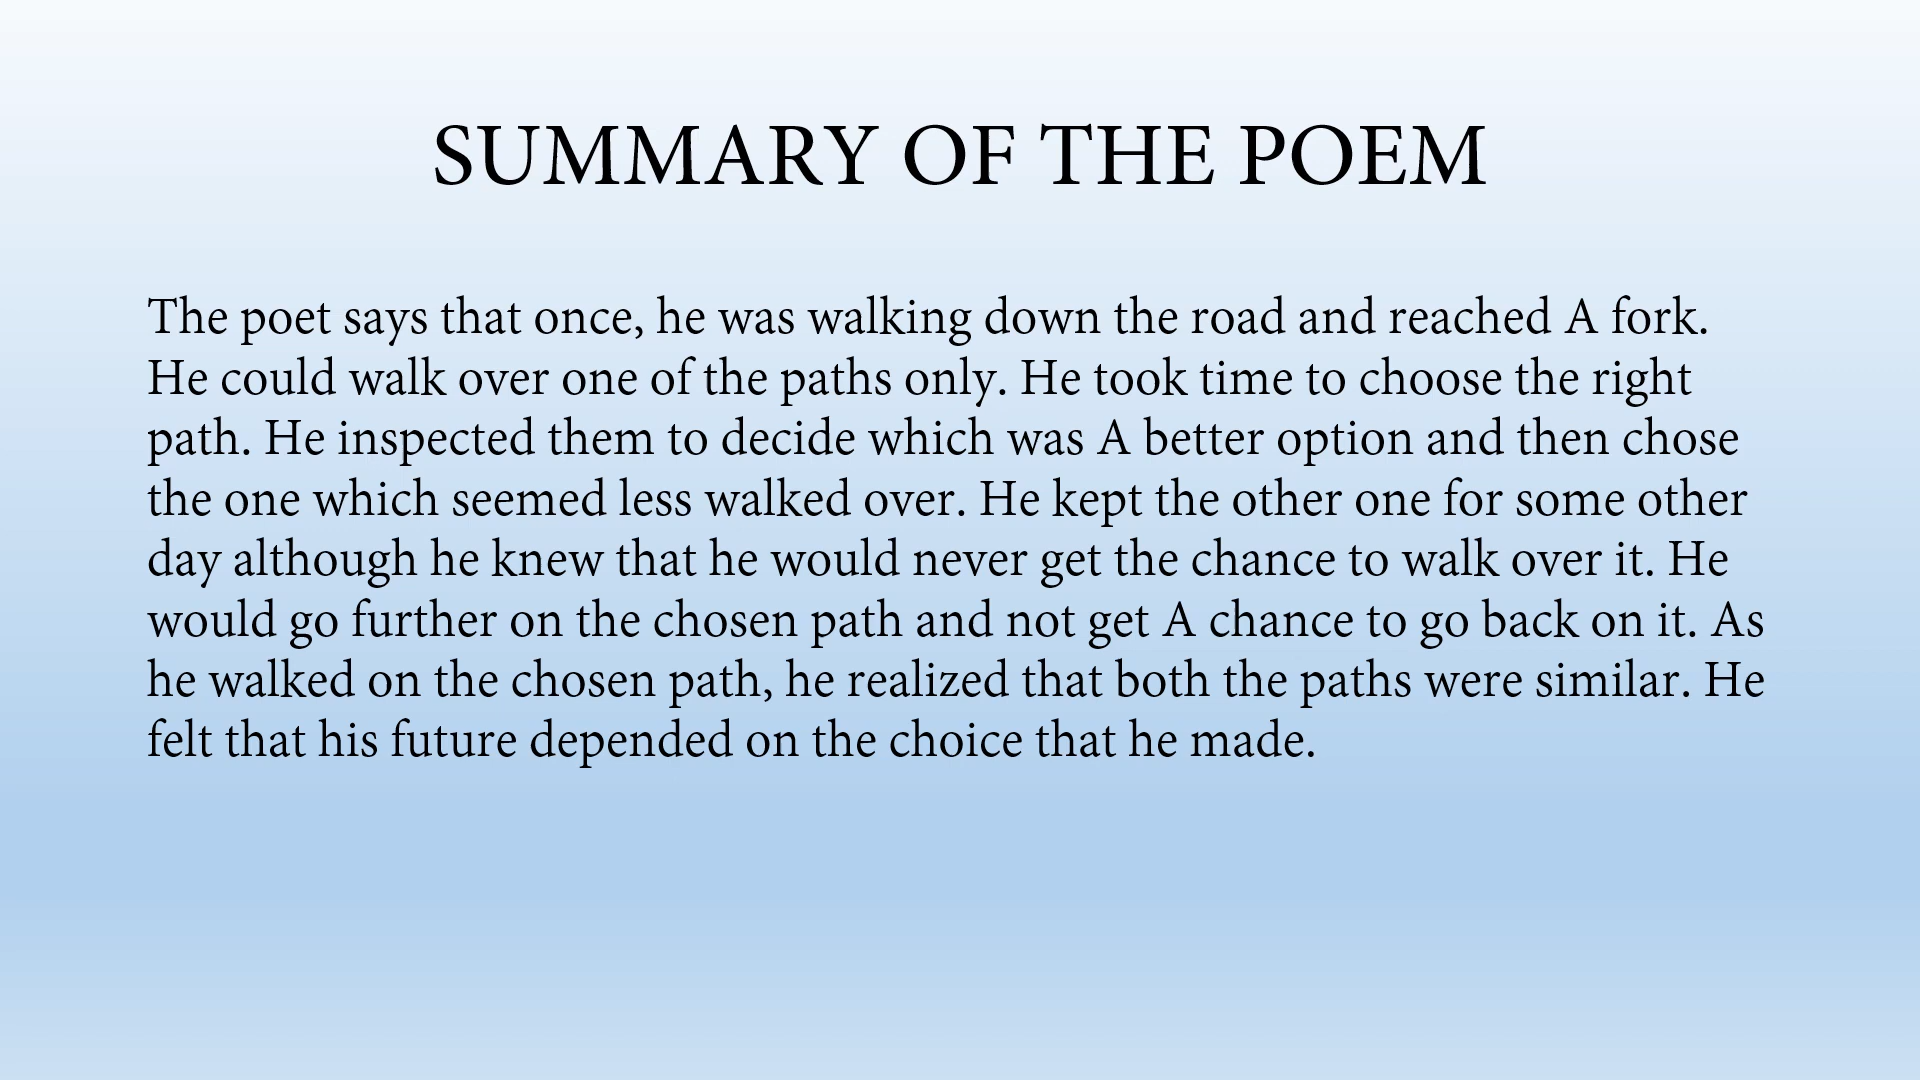 SUMMARY OF THE POEM
The poet says that once, he was walking down the road and reached A fork.
He could walk over one of the paths only. He took time to choose the right
path. He inspected them to decide which was A better option and then chose
the one which seemed less walked over. He kept the other one for some other
day although he knew that he would never get the chance to walk over it. He
would go further on the chosen path and not get A chance to go back on it. As
he walked on the chosen path, he realized that both the paths were similar. He
felt that his future depended on the choice that he made.